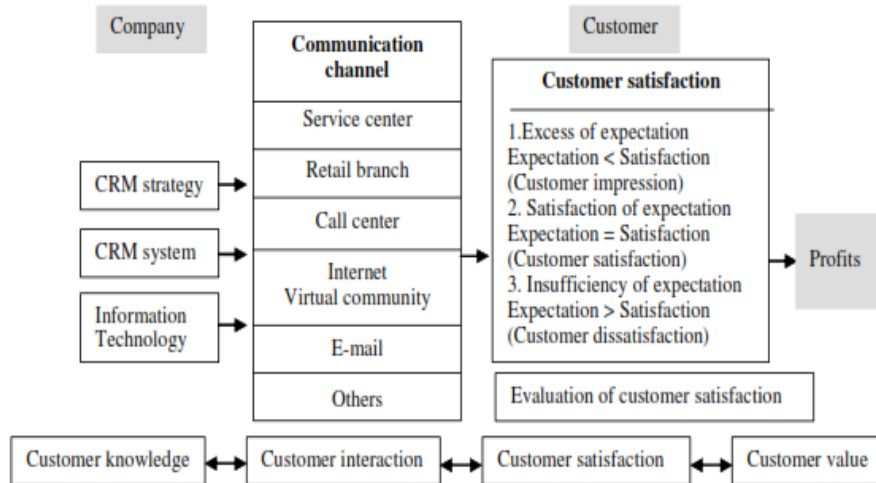 Company
Communication
channel
Service center
Retail branch
Call center
Internet
Virtual community
E-mail
Others
CRM strategy
CRM system
Information
Technology
Customer
Customer satisfaction
1.Excess of expectation
Expectation < Satisfaction
(Customer impression)
2. Satisfaction of expectation
Expectation = Satisfaction
(Customer satisfaction)
3. Insufficiency of expectation
Expectation > Satisfaction
(Customer dissatisfaction)
Evaluation of customer satisfaction
Profits
Customer knowledge
Customer interaction
Customer satisfaction
Customer value